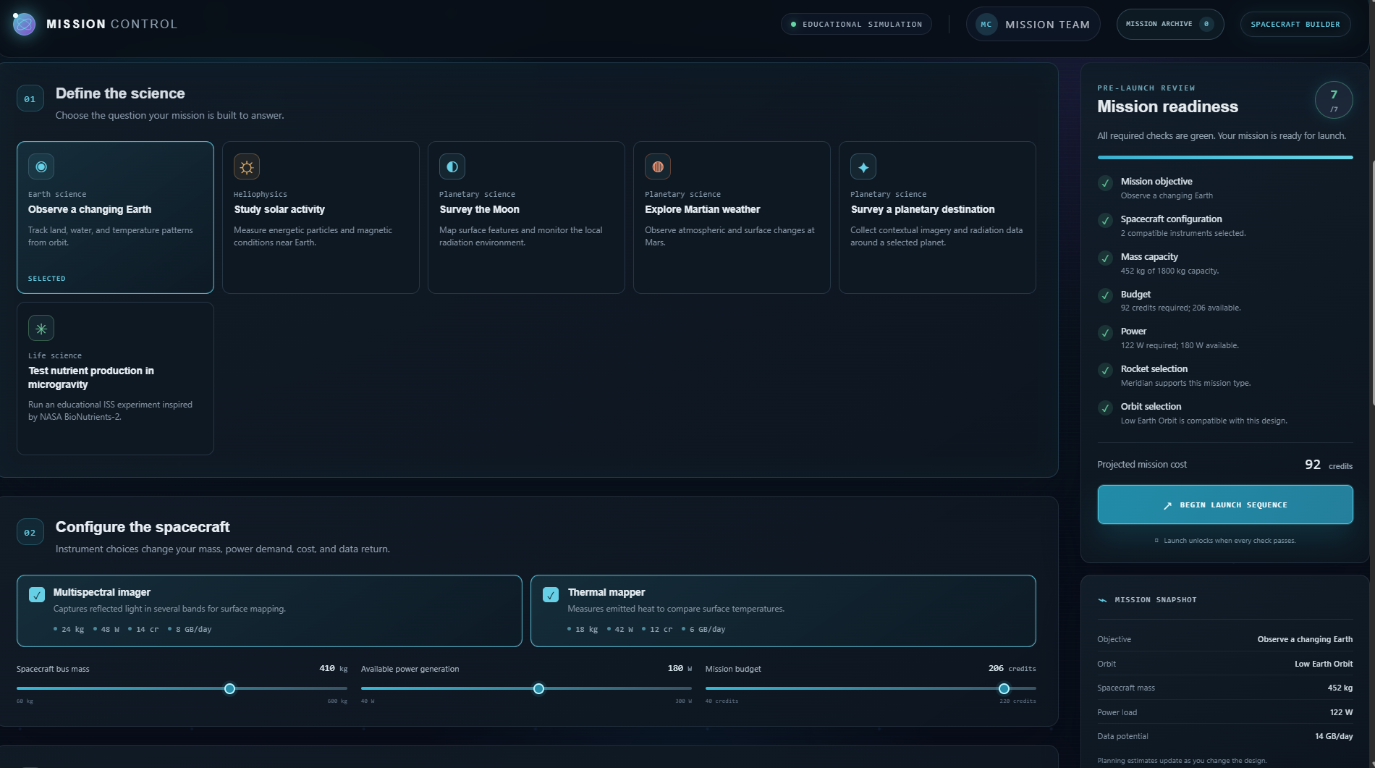 MISSION CONTROL
EDUCATIONAL SIMULATION
MC MISSION TEAM
MISSION ARCHIVE 0
SPACECRAFT BUILDER
01
Define the science
Choose the question your mission is built to answer.
Earth science
Observe a changing Earth
Track land, water, and temperature patterns
from orbit.
SELECTED
Heliophysics
Study solar activity
Measure energetic particles and magnetic
conditions near Earth.
Planetary science
Survey the Moon
Map surface features and monitor the local
radiation environment.
Planetary science
Explore Martian weather
Observe atmospheric and surface changes at
Mars.
Planetary science
Survey a planetary destination
Collect contextual imagery and radiation data
around a selected planet.
Life science
Test nutrient production in
microgravity
Run an educational ISS experiment inspired
by NASA BioNutrients-2.
02
Configure the spacecraft
Instrument choices change your mass, power demand, cost, and data return.
✓ Multispectral imager
Captures reflected light in several bands for surface mapping.
• 24 kg • 48 W • 14 cr • 8 GB/day
✓ Thermal mapper
Measures emitted heat to compare surface temperatures.
• 18 kg • 42 W • 12 cr • 6 GB/day
Spacecraft bus mass 410 kg
60 kg
Available power generation 180 W
40 W
300 W
Mission budget 206 credits
40 credits
220 credits
PRE-LAUNCH REVIEW
Mission readiness
7
/7
All required checks are green. Your mission is ready for launch.
✓ Mission objective
Observe a changing Earth
✓ Spacecraft configuration
2 compatible instruments selected.
✓ Mass capacity
452 kg of 1800 kg capacity.
✓ Budget
92 credits required; 206 available.
✓ Power
122 W required; 180 W available.
✓ Rocket selection
Meridian supports this mission type.
✓ Orbit selection
Low Earth Orbit is compatible with this design.
Projected mission cost 92 credits
↗ BEGIN LAUNCH SEQUENCE
Launch unlocks when every check passes.
MISSION SNAPSHOT
Objective Observe a changing Earth
Orbit Low Earth Orbit
Spacecraft mass 452 kg
Power load 122 W
Data potential 14 GB/day
Planning estimates update as you change the design.